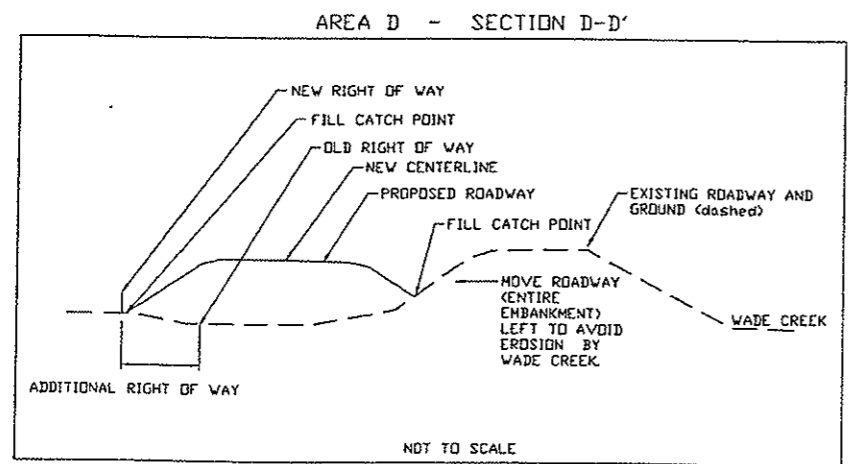 AREA D - SECTION D-D'
NEW RIGHT OF WAY
FILL CATCH POINT
OLD RIGHT OF WAY
NEW CENTERLINE
PROPOSED ROADWAY
EXISTING ROADWAY AND
GROUND (dashed)
FILL CATCH POINT
MOVE ROADWAY
(ENTIRE
EMBANKMENT)
LEFT TO AVOID
EROSION BY
WADE CREEK
WADE CREEK
ADDITIONAL RIGHT OF WAY
NOT TO SCALE